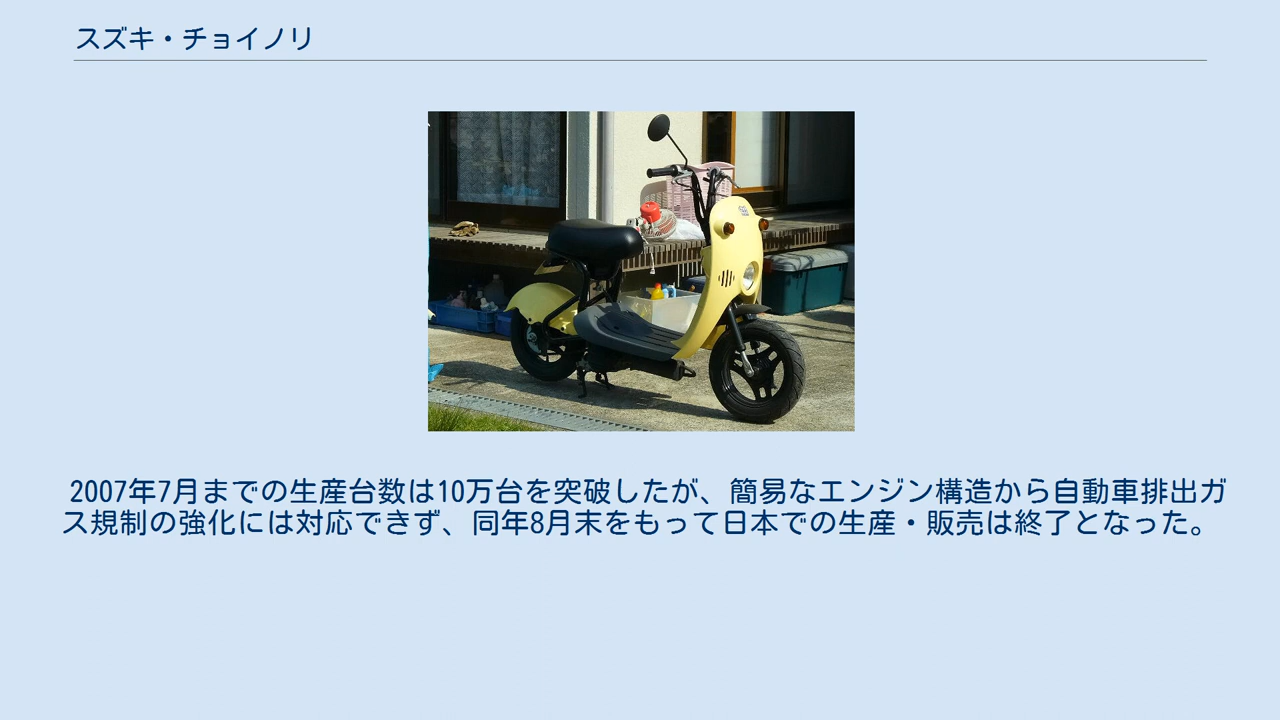 スズキ・チョイノリ
2007年7月までの生産台数は10万台を突破したが、簡易なエンジン構造から自動車排出ガ
ス規制の強化には対応できず、同年8月末をもって日本での生産・販売は終了となった。